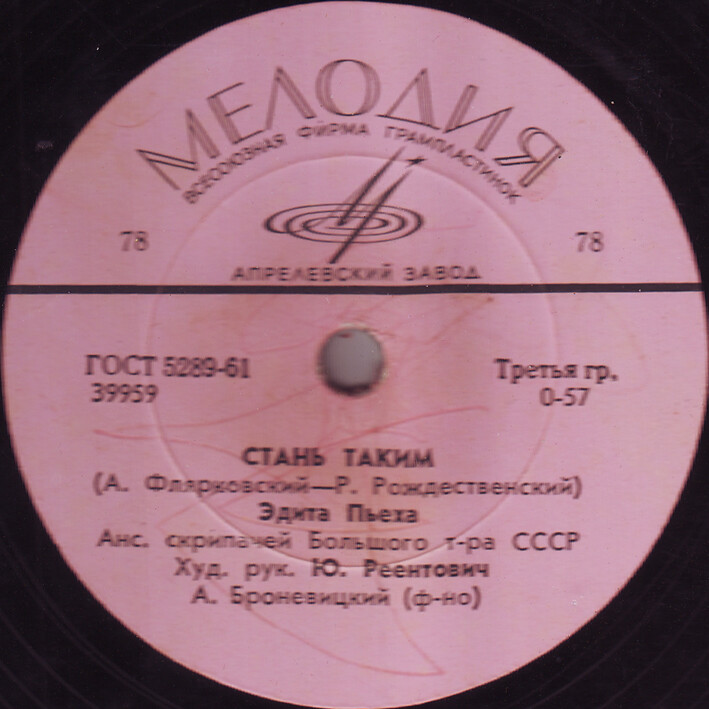 МЕЛОДИЯ
ВСЕСОЮЗНАЯ ФИРМА ГРАМПЛАСТИНОК
78 78
АПРЕЛЕВСКИЙ ЗАВОД
ГОСТ 5289-61 Третья гр.
39959 0-57
СТАНЬ ТАКИМ
(А. Флярковский—Р. Рождественский)
Эдита Пьеха
Анс. скрипачей Большого т-ра СССР
Худ. рук. Ю. Реентович
А. Броневицкий (ф-но)